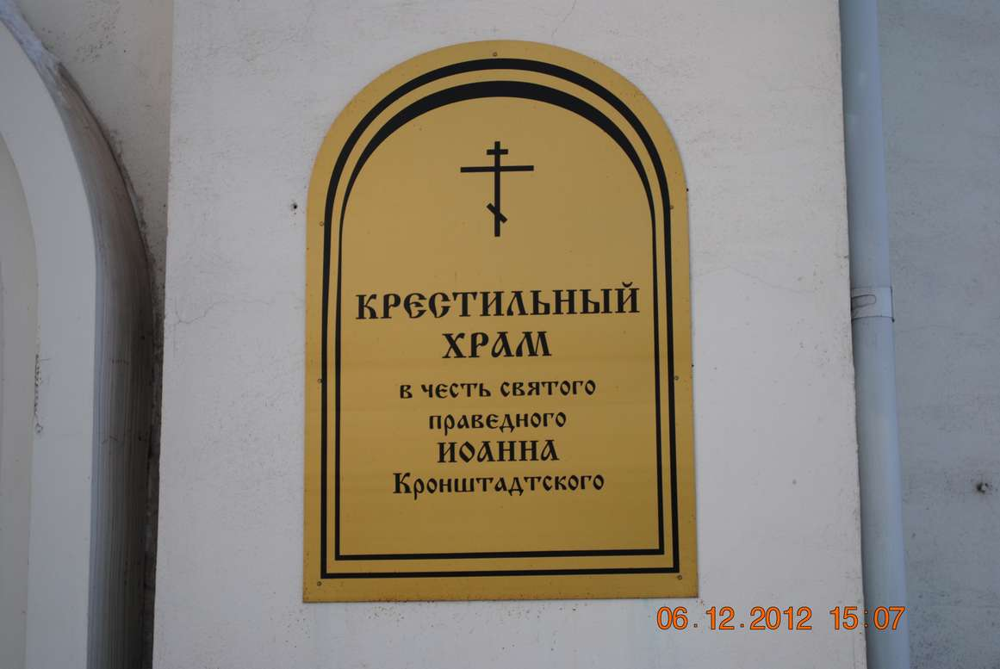 КРЕСТИЛЬНЫЙ
ХРАМ
в честь святого
праведного
ИОАННА
Кронштадтского
06.12.2012 15:07